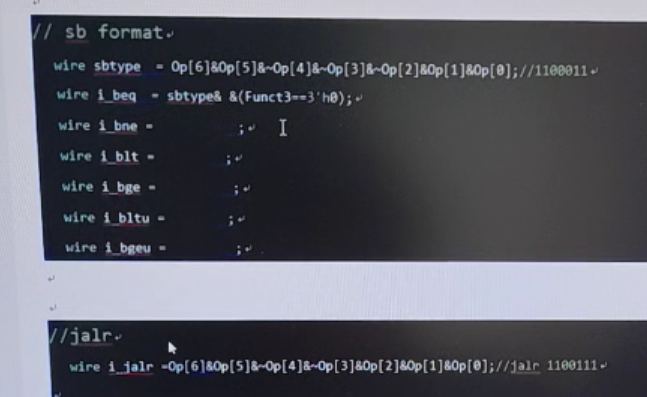 // sb format
wire sbtype = Op[6]&Op[5]&~Op[4]&~Op[3]&~Op[2]&Op[1]&Op[0];//1100011
wire i_beq = sbtype& &(Funct3==3'h0);
wire i_bne = ;
wire i_blt = ;
wire i_bge = ;
wire i_bltu = ;
wire i_bgeu = ;
//jalr
wire i_jalr =Op[6]&Op[5]&~Op[4]&~Op[3]&Op[2]&Op[1]&Op[0];//jalr 1100111